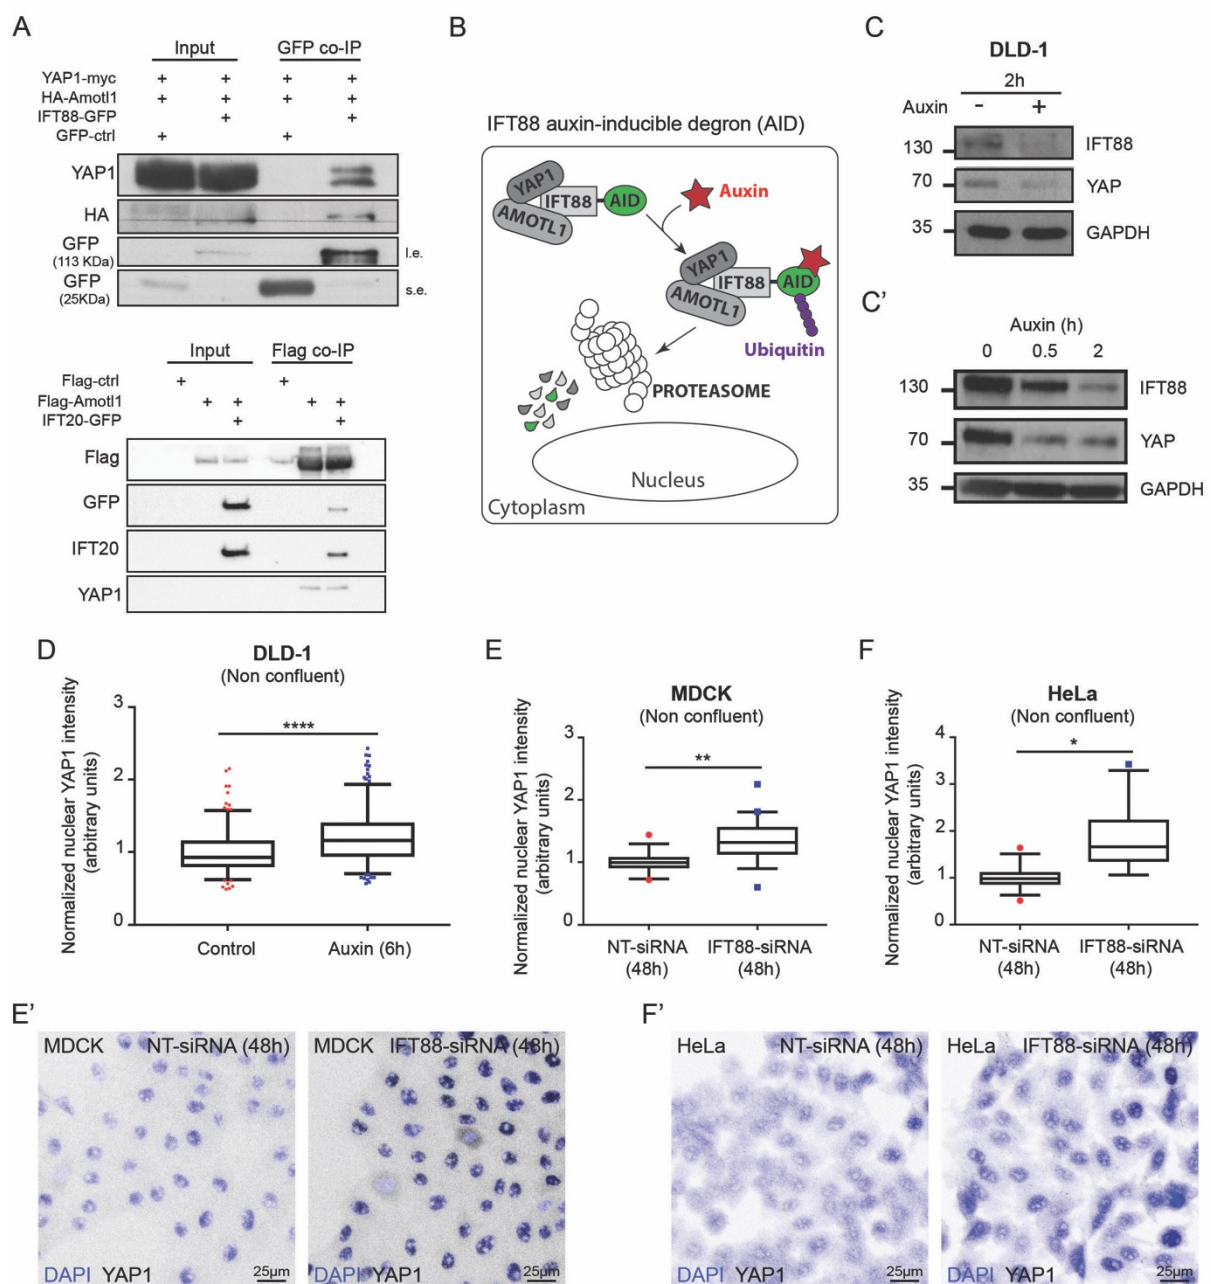 A
Input GFP co-IP
YAP1-myc + + + +
HA-Amotl1 + + + +
IFT88-GFP + +
GFP-ctrl + +
YAP1
HA
GFP
(113 KDa)
l.e.
GFP
(25KDa)
s.e.
Input Flag co-IP
Flag-ctrl + +
Flag-Amotl1 + + + +
IFT20-GFP + +
Flag
GFP
IFT20
YAP1
B
IFT88 auxin-inducible degron (AID)
YAP1
IFT88
AID
AMOTL1
Auxin
YAP1
IFT88
AID
AMOTL1
Ubiquitin
PROTEASOME
Nucleus
Cytoplasm
C
DLD-1
2h
Auxin - +
130 IFT88
70 YAP
35 GAPDH
C'
Auxin (h)
0 0.5 2
130 IFT88
70 YAP
35 GAPDH
D
DLD-1
(Non confluent)
Normalized nuclear YAP1 intensity
(arbitrary units)
3
2
1
0
****
Control Auxin (6h)
E
MDCK
(Non confluent)
Normalized nuclear YAP1 intensity
(arbitrary units)
3
2
1
0
**
NT-siRNA IFT88-siRNA
(48h) (48h)
F
HeLa
(Non confluent)
Normalized nuclear YAP1 intensity
(arbitrary units)
4
3
2
1
0
*
NT-siRNA IFT88-siRNA
(48h) (48h)
E'
MDCK NT-siRNA (48h)
DAPI YAP1 25µm
MDCK IFT88-siRNA (48h)
DAPI YAP1 25µm
F'
HeLa NT-siRNA (48h)
DAPI YAP1 25µm
HeLa IFT88-siRNA (48h)
DAPI YAP1 25µm